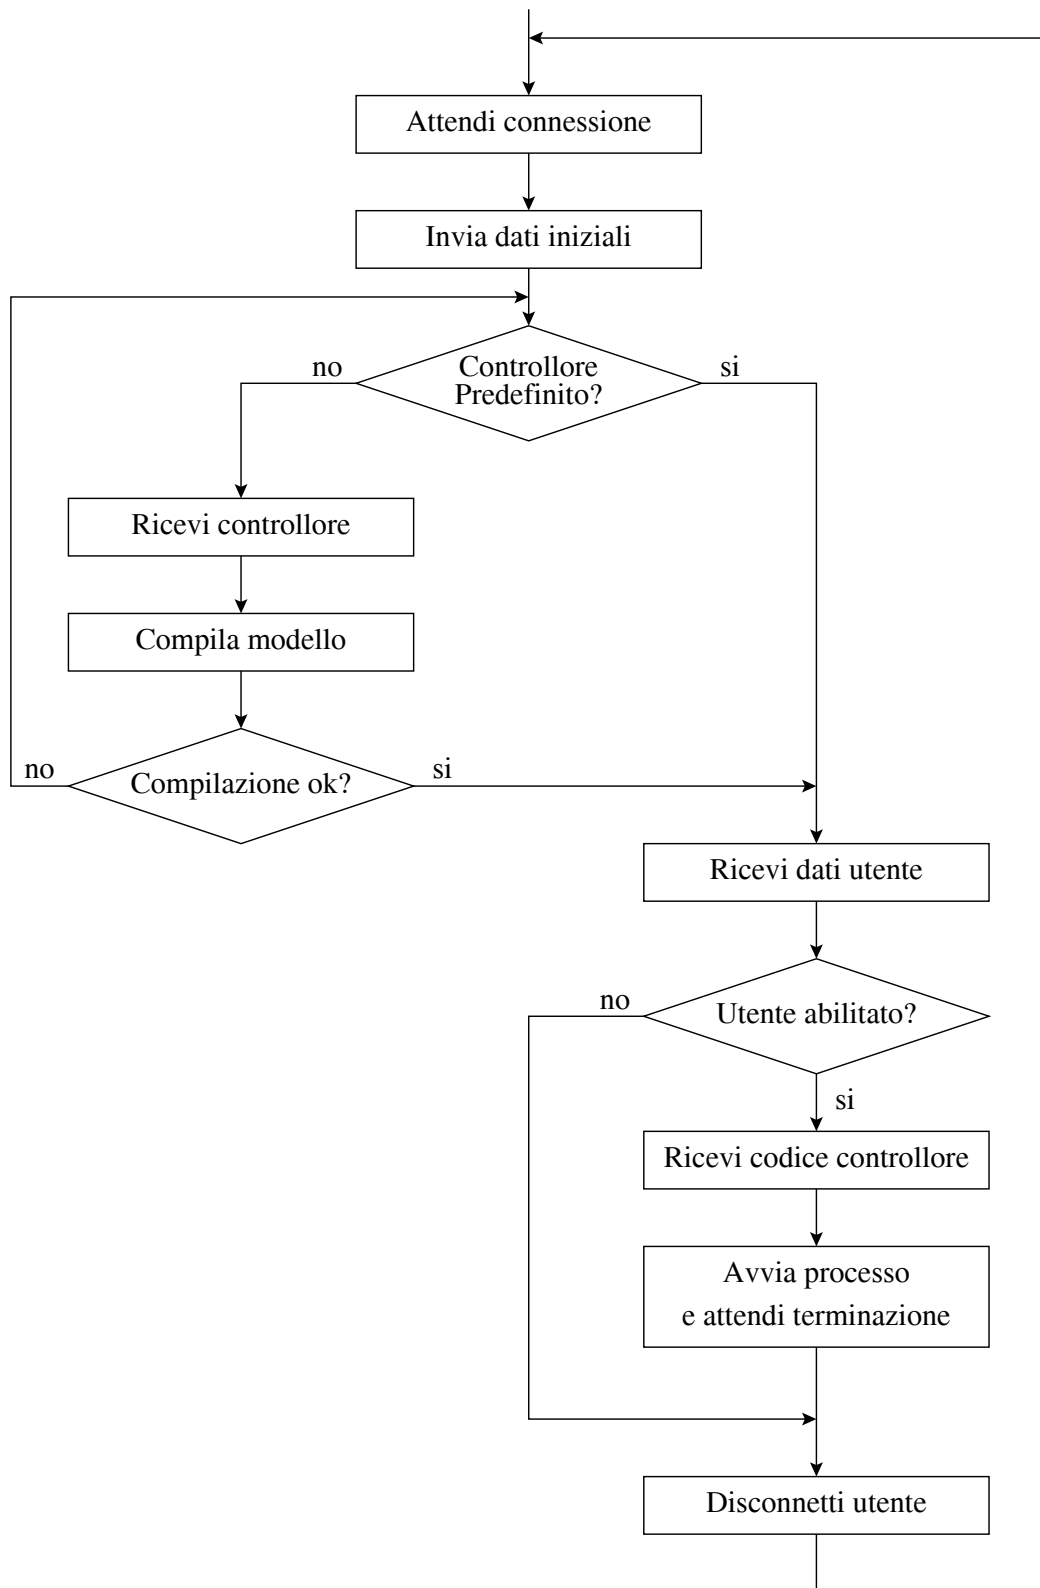 Attendi connessione
Invia dati iniziali
no
Controllore
Predefinito?
si
Ricevi controllore
Compila modello
no
Compilazione ok?
si
Ricevi dati utente
no
Utente abilitato?
si
Ricevi codice controllore
Avvia processo
e attendi terminazione
Disconnetti utente